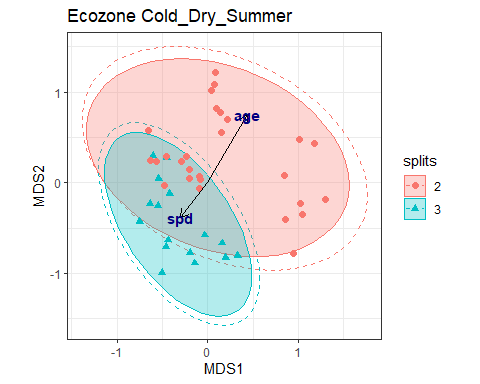 Ecozone Cold_Dry_Summer
MDS2
1
0
-1
age
spd
-1
0
1
MDS1
splits
2
3